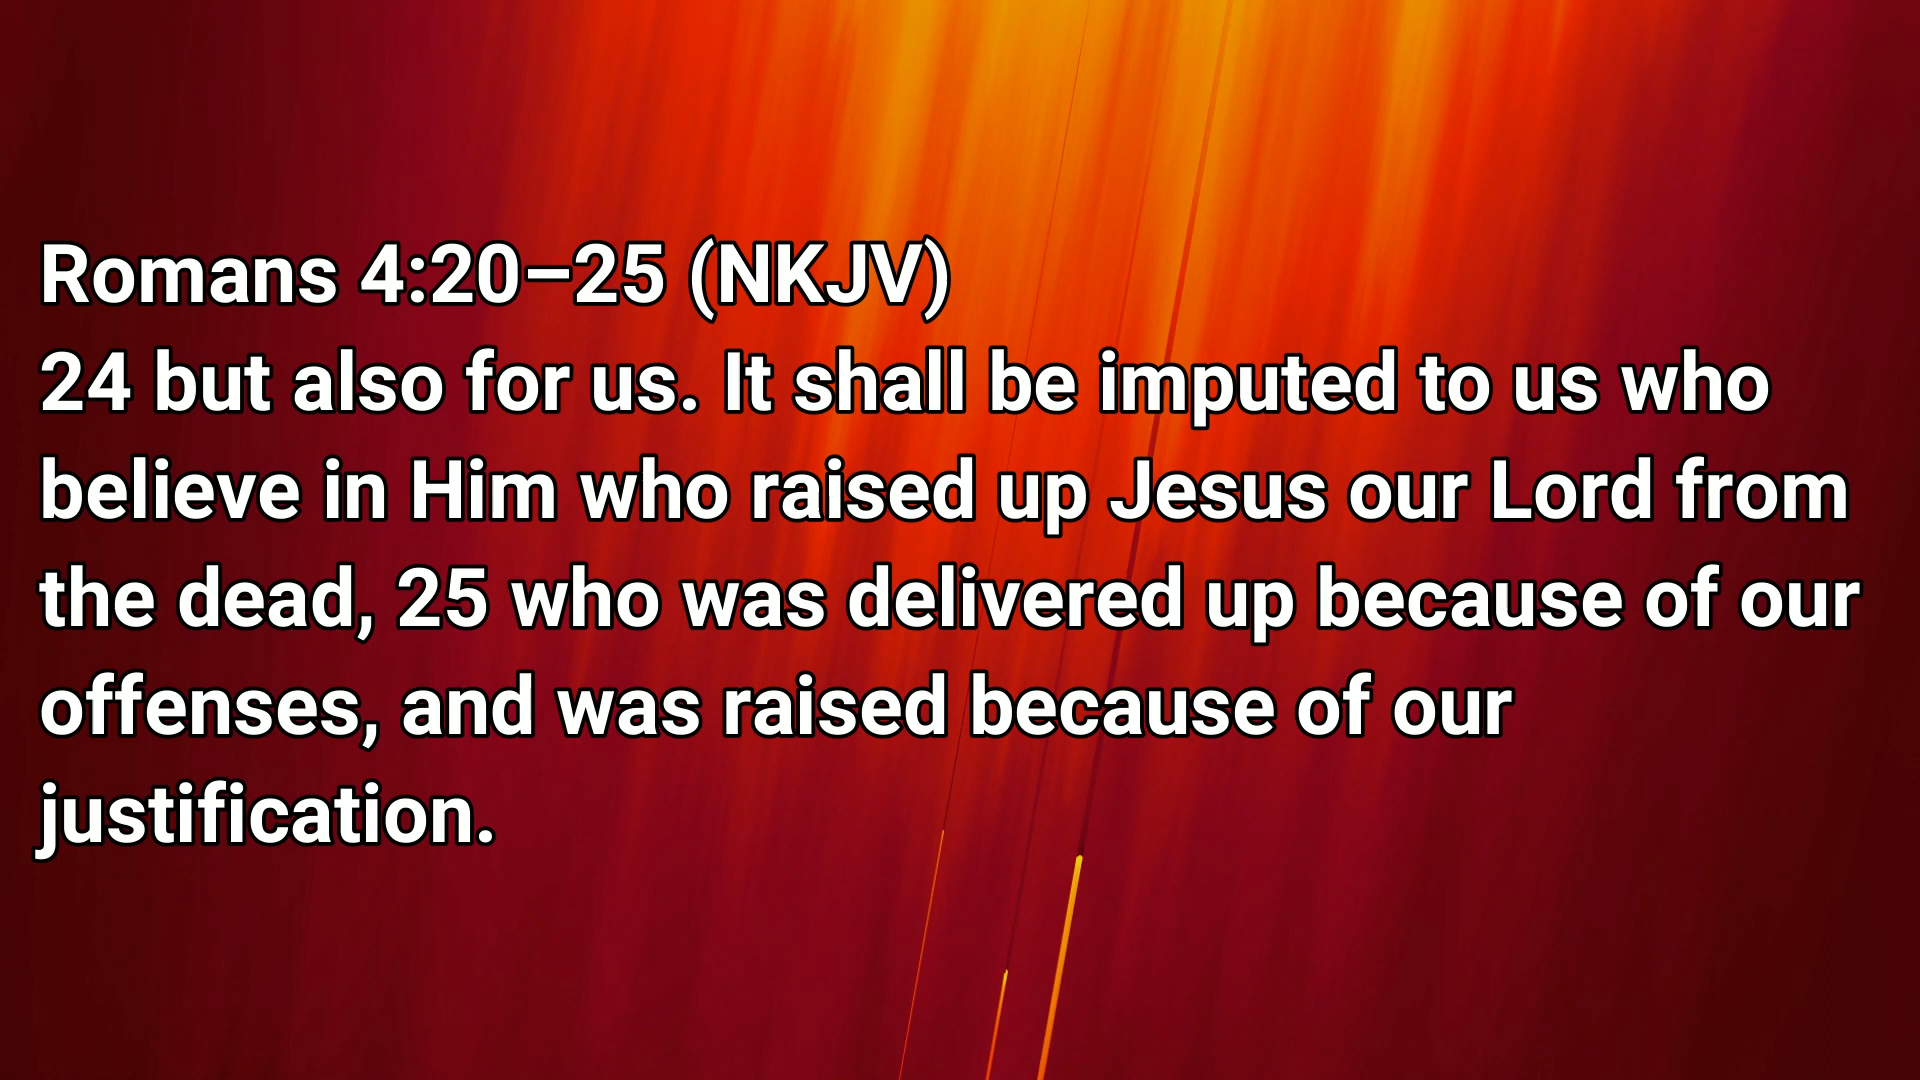 Romans 4:20–25 (NKJV)
24 but also for us. It shall be imputed to us who
believe in Him who raised up Jesus our Lord from
the dead, 25 who was delivered up because of our
offenses, and was raised because of our
justification.